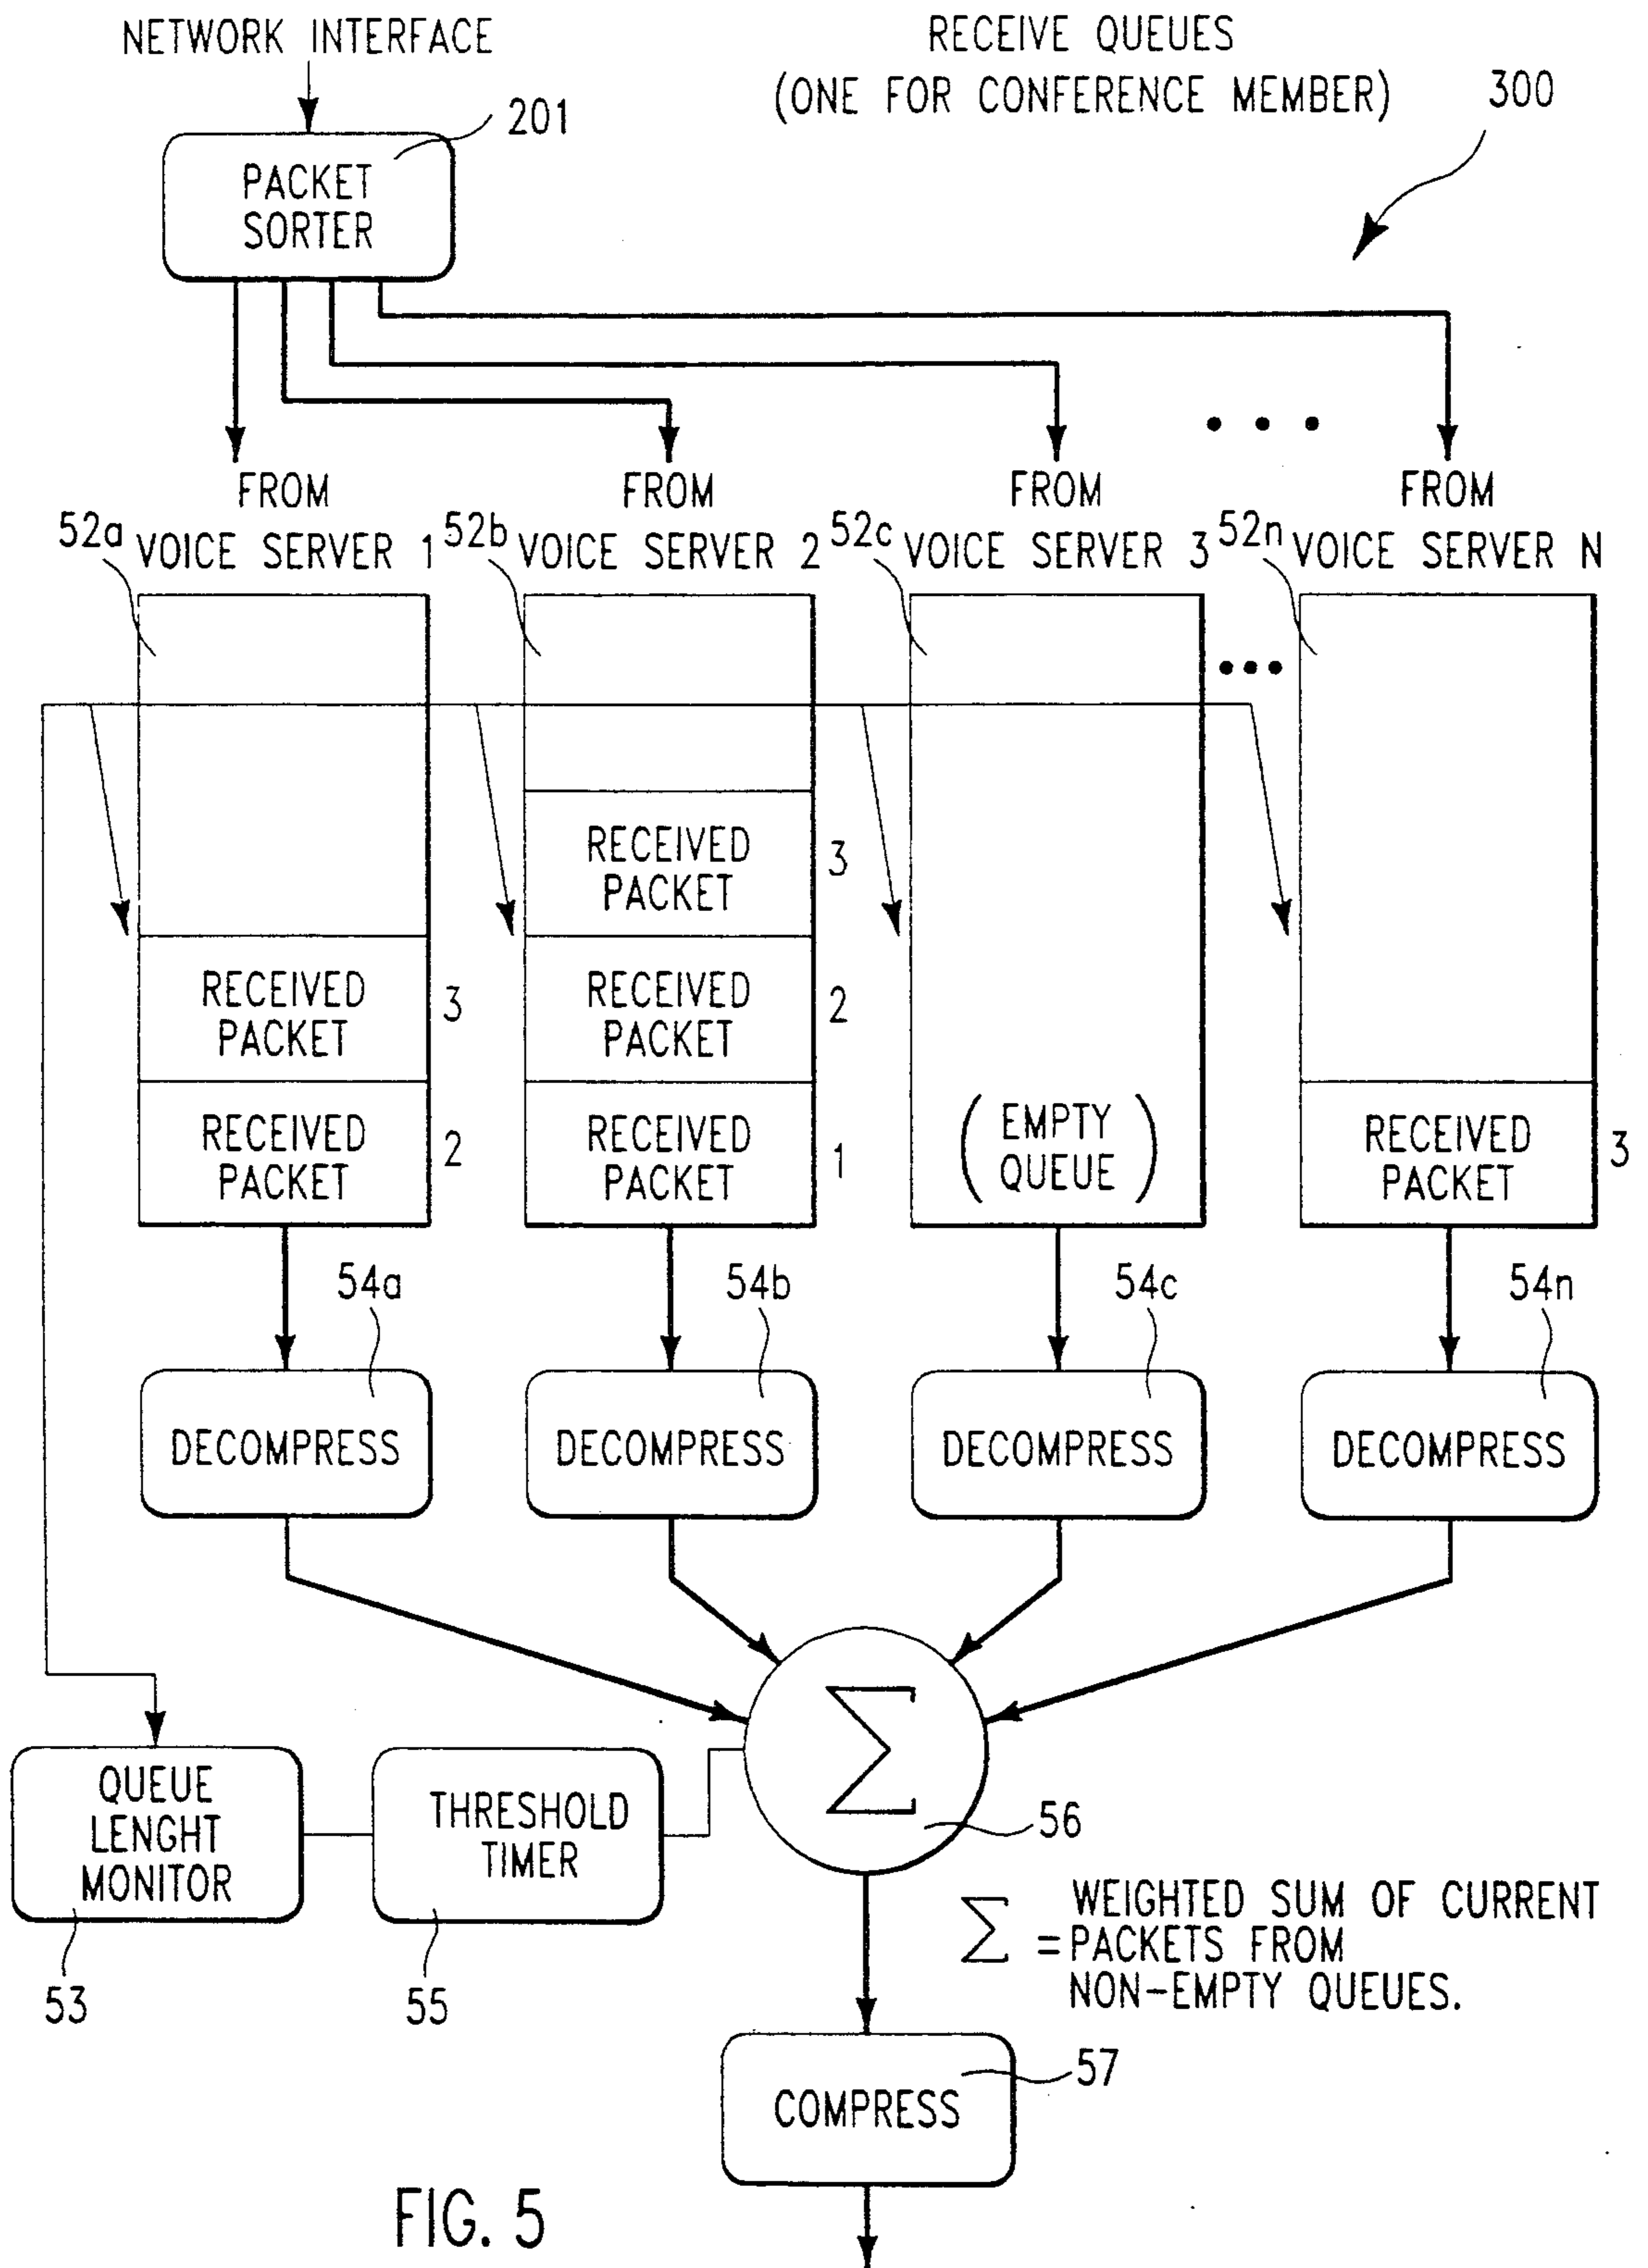 NETWORK INTERFACE
RECEIVE QUEUES
(ONE FOR CONFERENCE MEMBER)
300
201
PACKET
SORTER
• • •
FROM
VOICE SERVER 1
FROM
VOICE SERVER 2
FROM
VOICE SERVER 3
FROM
VOICE SERVER N
52a
52b
52c
52n
•••
RECEIVED
PACKET
3
RECEIVED
PACKET
2
RECEIVED
PACKET
3
RECEIVED
PACKET
2
RECEIVED
PACKET
1
(EMPTY
QUEUE)
RECEIVED
PACKET
3
54a
54b
54c
54n
DECOMPRESS
DECOMPRESS
DECOMPRESS
DECOMPRESS
QUEUE
LENGHT
MONITOR
THRESHOLD
TIMER
Σ
56
53
55
Σ = WEIGHTED SUM OF CURRENT
PACKETS FROM
NON-EMPTY QUEUES.
57
COMPRESS
FIG. 5